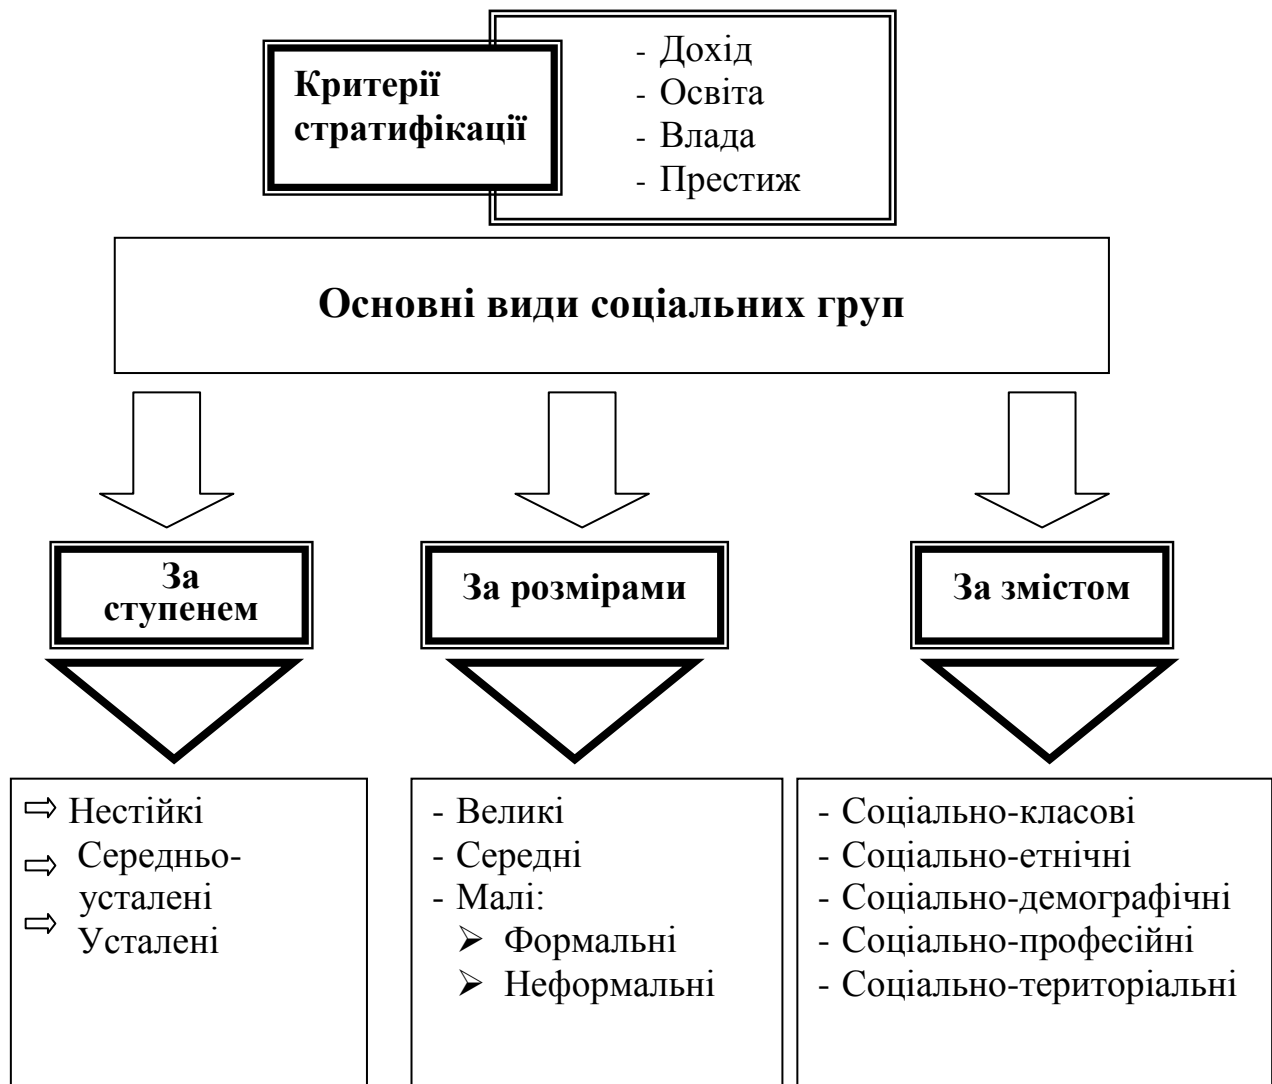 Критерії
стратифікації
- Дохід
- Освіта
- Влада
- Престиж
Основні види соціальних груп
За
ступенем
За розмірами
За змістом
⇨ Нестійкі
⇨ Середньо-
усталені
⇨ Усталені
- Великі
- Середні
- Малі:
➢ Формальні
➢ Неформальні
- Соціально-класові
- Соціально-етнічні
- Соціально-демографічні
- Соціально-професійні
- Соціально-територіальні